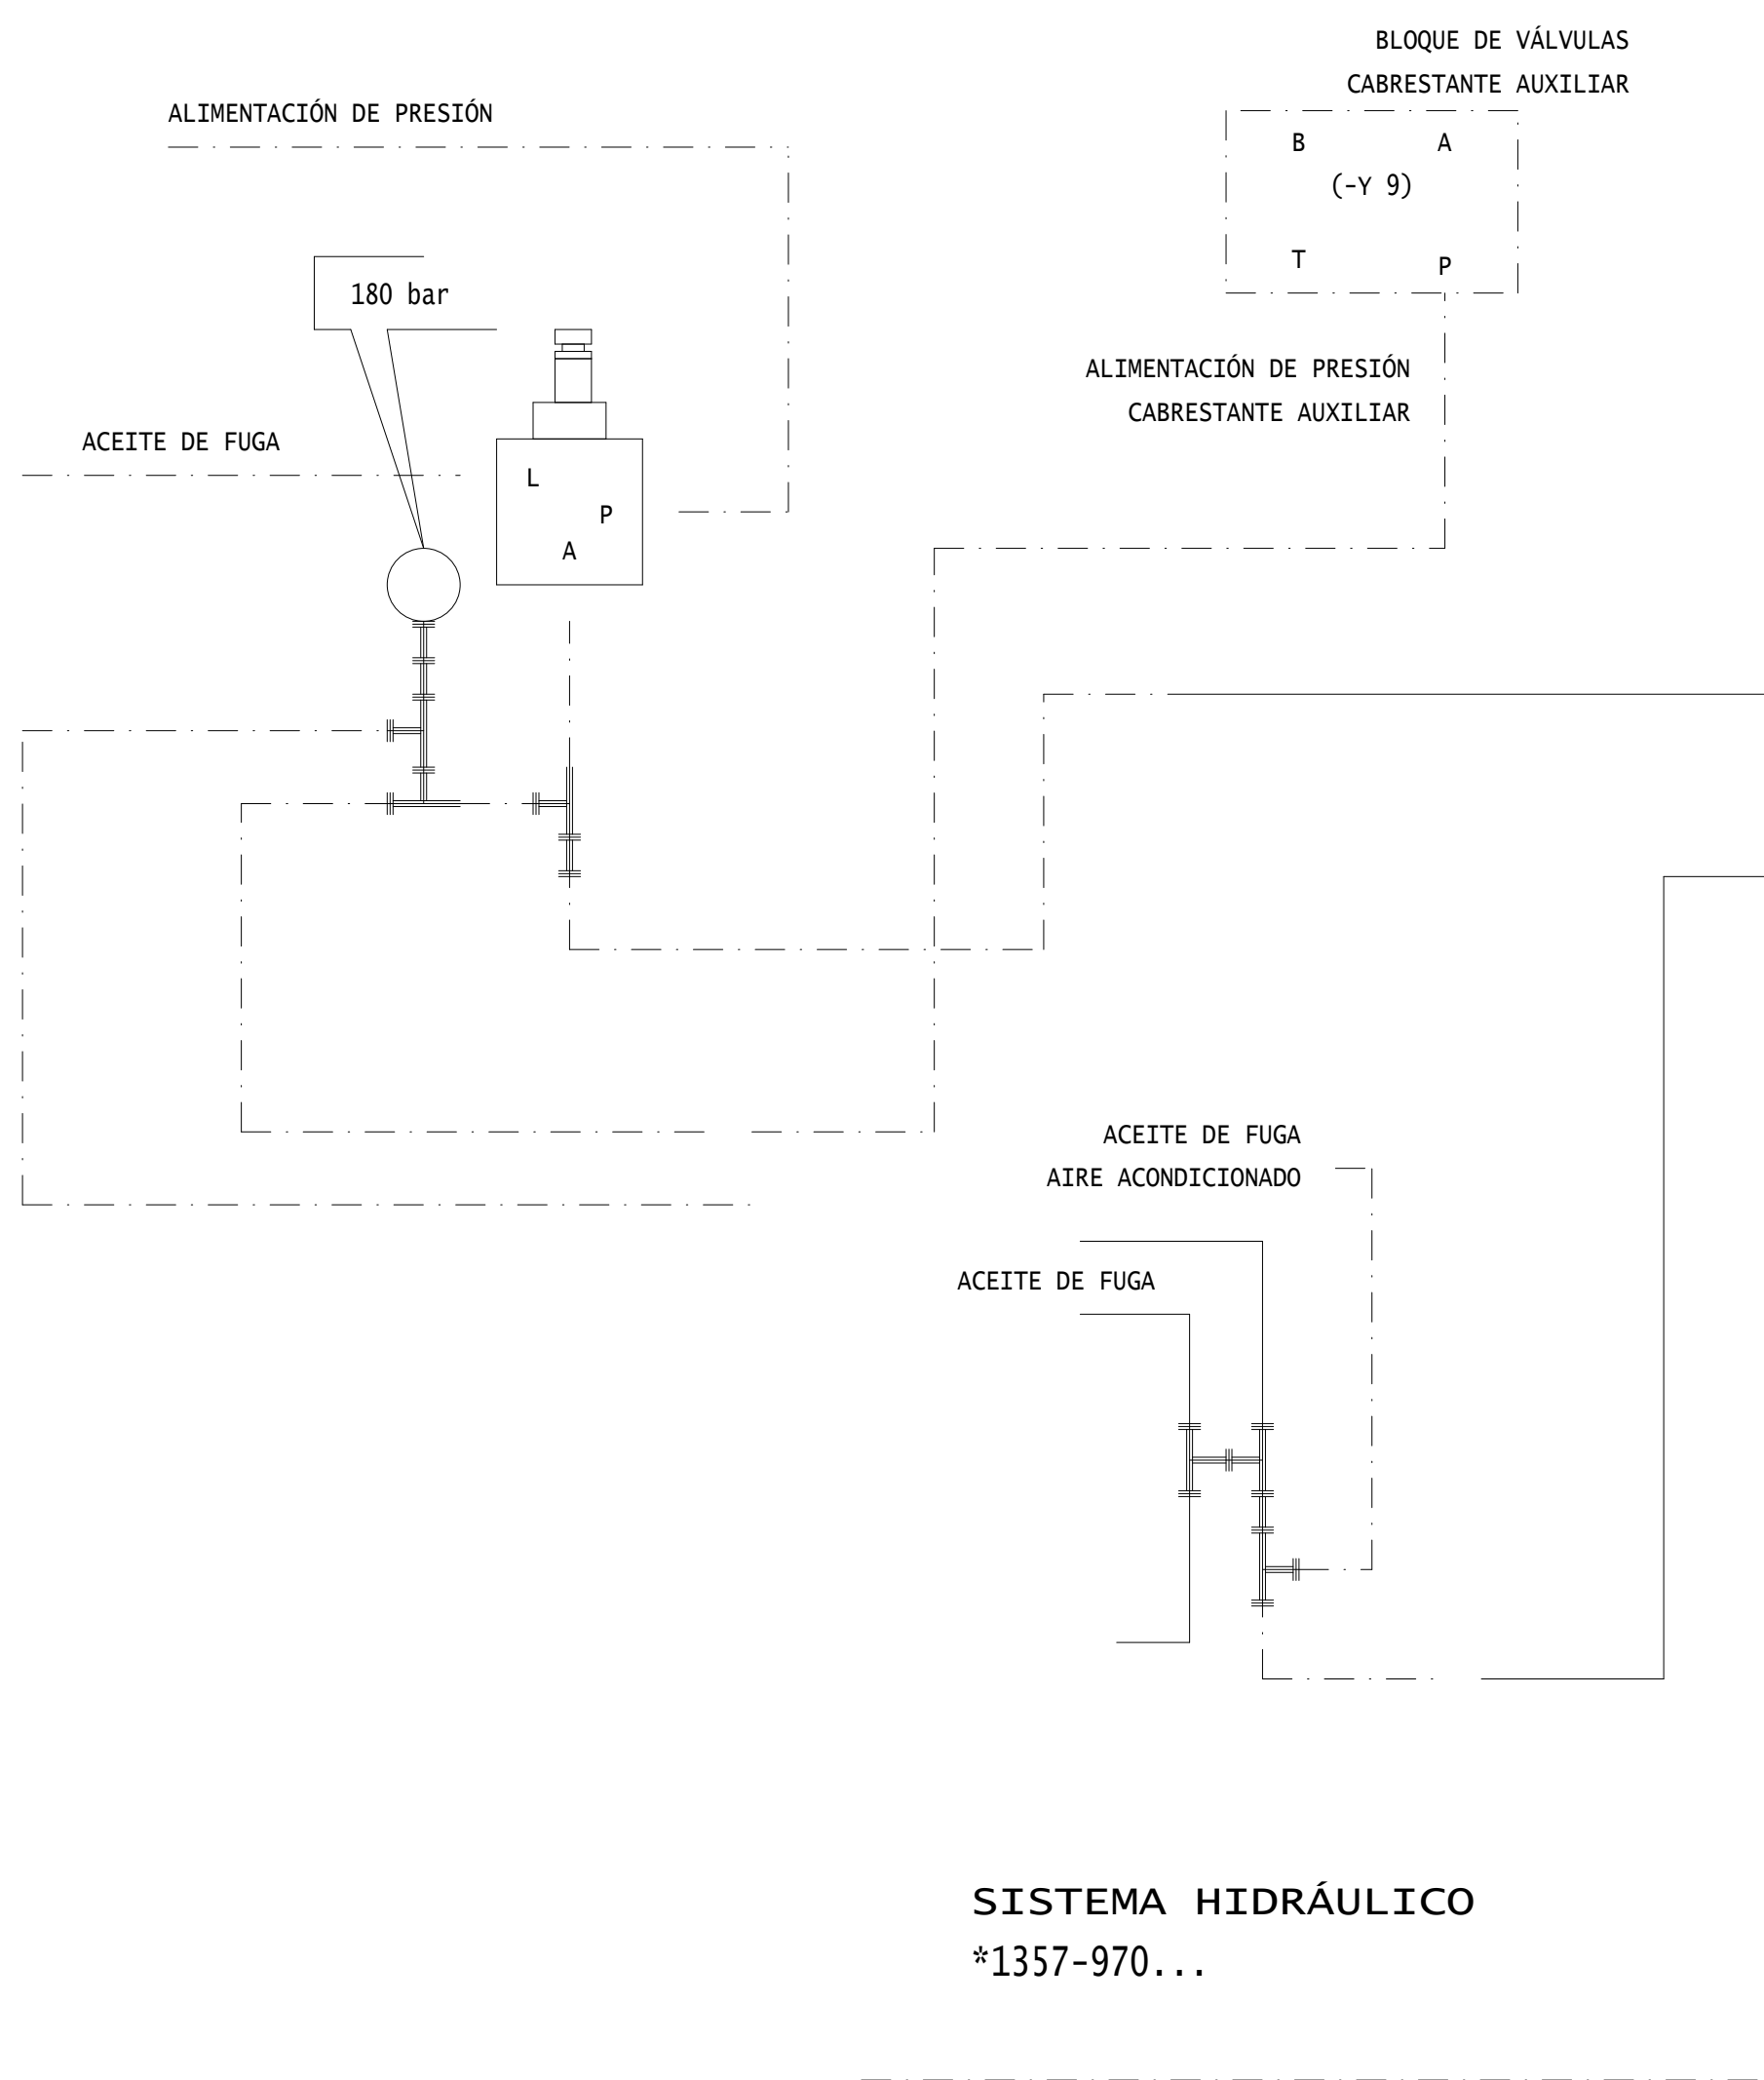 BLOQUE DE VÁLVULAS
CABRESTANTE AUXILIAR
ALIMENTACIÓN DE PRESIÓN
B A
(-Y 9)
T P
180 bar
ALIMENTACIÓN DE PRESIÓN
CABRESTANTE AUXILIAR
ACEITE DE FUGA
L
P
A
ACEITE DE FUGA
AIRE ACONDICIONADO
ACEITE DE FUGA
SISTEMA HIDRÁULICO
*1357-970...